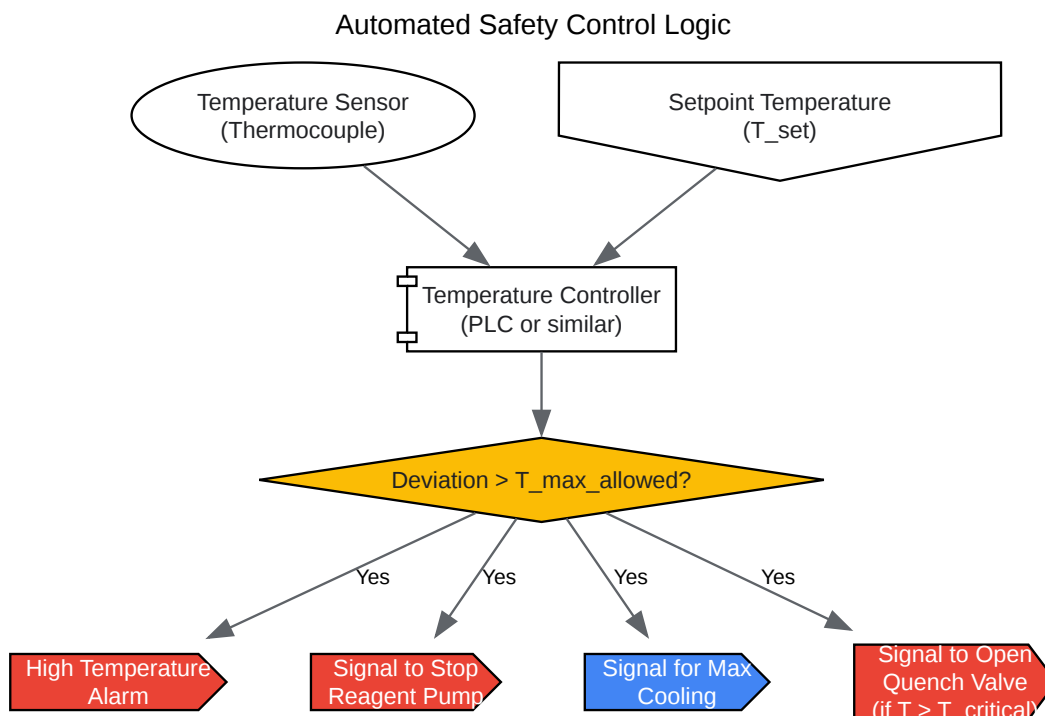 Automated Safety Control Logic
Temperature Sensor
(Thermocouple)
Setpoint Temperature
(T_set)
Temperature Controller
(PLC or similar)
Deviation > T_max_allowed?
Yes
Yes
Yes
Yes
High Temperature
Alarm
Signal to Stop
Reagent Pump
Signal for Max
Cooling
Signal to Open
Quench Valve
(if T > T_critical)